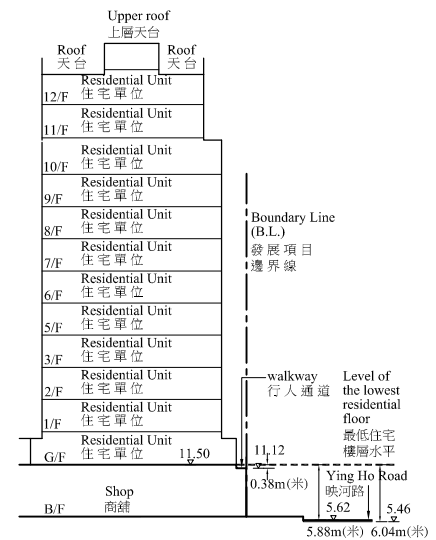 Upper roof
上層天台
Roof
天台
Roof
天台
Residential Unit
12/F 住宅單位
Residential Unit
11/F 住宅單位
Residential Unit
10/F 住宅單位
Residential Unit
9/F 住宅單位
Residential Unit
8/F 住宅單位
Residential Unit
7/F 住宅單位
Residential Unit
6/F 住宅單位
Residential Unit
5/F 住宅單位
Residential Unit
3/F 住宅單位
Residential Unit
2/F 住宅單位
Residential Unit
1/F 住宅單位
Residential Unit
G/F 住宅單位
11.50
Shop
B/F 商舖
Boundary Line
(B.L.)
發展項目
邊界線
walkway
行人通道
Level of
the lowest
residential
floor
最低住宅
樓層水平
11.12
0.38m(米)
Ying Ho Road
映河路
5.62
5.46
5.88m(米)
6.04m(米)